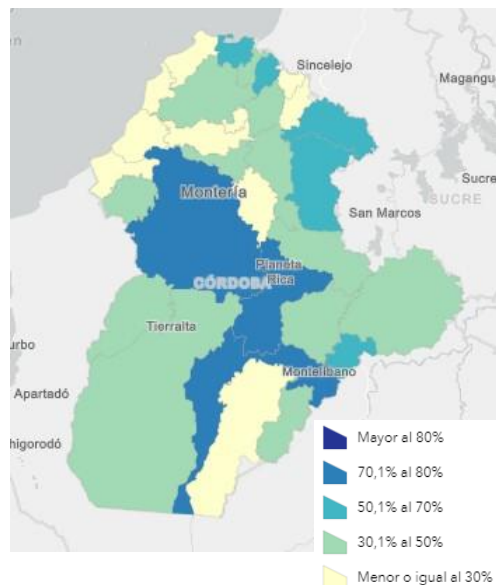 Sincelejo
Magangu
Montería
Sucre
SUCRE
San Marcos
Planeta
Rica
CÓRDOBA
Tierralta
urbo
Montelíbano
Apartadó
higorodó
Mayor al 80%
70,1% al 80%
50,1% al 70%
30,1% al 50%
Menor o igual al 30%